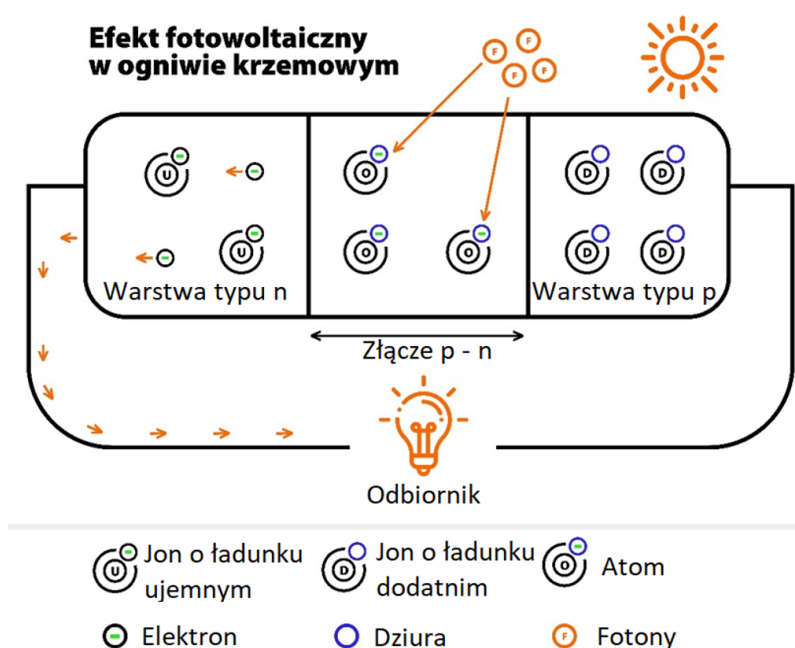 Efekt fotowoltaiczny
w ogniwie krzemowym
F
F
F
F
U
O
D
D
U
O
O
D
D
Warstwa typu n
Warstwa typu p
Złącze p - n
Odbiornik
U
Jon o ładunku
ujemnym
D
Jon o ładunku
dodatnim
O
Atom
Elektron
Dziura
F
Fotony